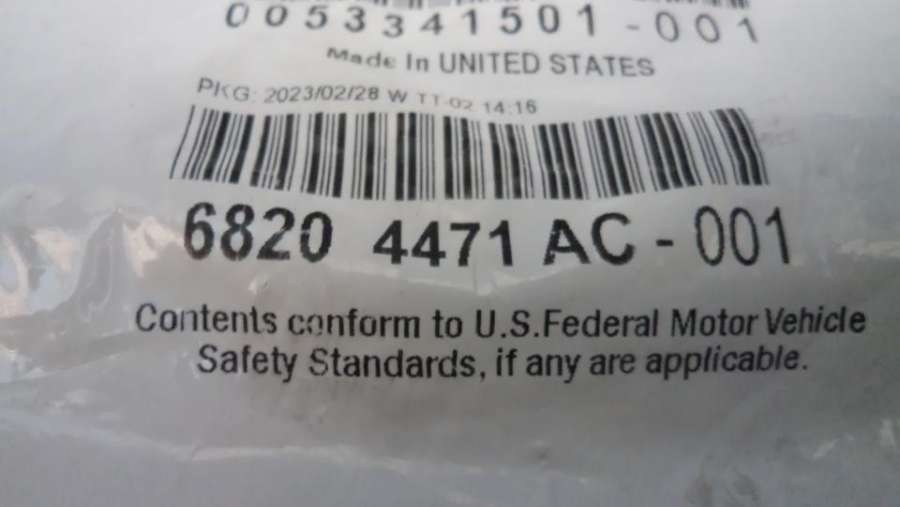 0053341501-001
Made In UNITED STATES
PKG: 2023/02/28 W TT-02 14:16
6820 4471 AC - 001
Contents conform to U.S.Federal Motor Vehicle
Safety Standards, if any are applicable.